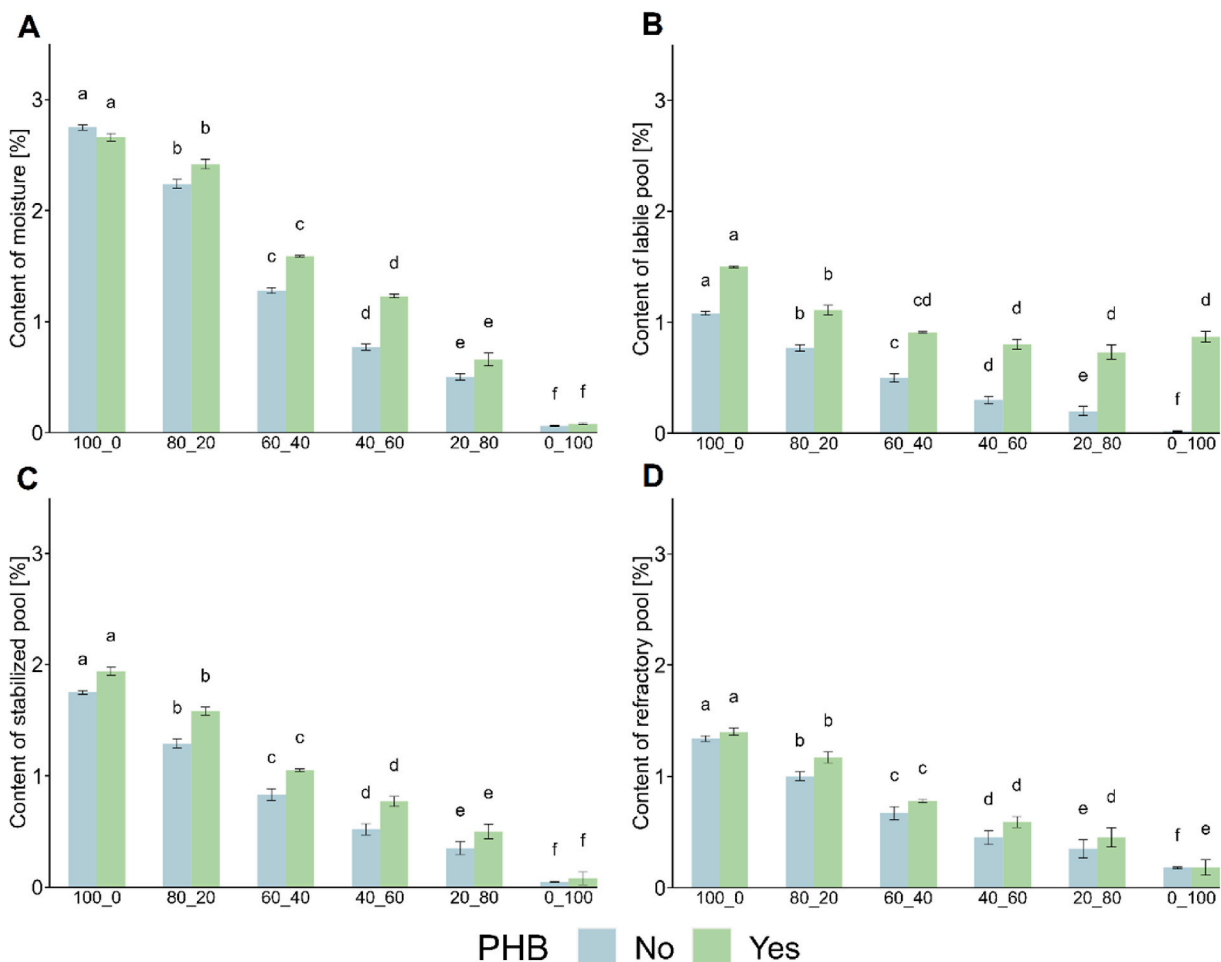 A
Content of moisture [%]
3
2
1
0
a a
b b
c c
d d
e e
f f
100_0 80_20 60_40 40_60 20_80 0_100
B
Content of labile pool [%]
3
2
1
0
a a
b b
c cd
d d
e d
f d
100_0 80_20 60_40 40_60 20_80 0_100
C
Content of stabilized pool [%]
3
2
1
0
a a
b b
c c
d d
e e
f f
100_0 80_20 60_40 40_60 20_80 0_100
D
Content of refractory pool [%]
3
2
1
0
a a
b b
c c
d d
e d
f e
100_0 80_20 60_40 40_60 20_80 0_100
PHB No Yes